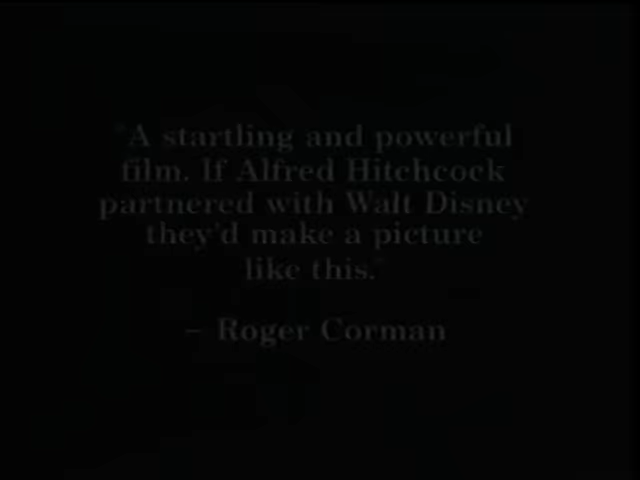 "A startling and powerful
film. If Alfred Hitchcock
partnered with Walt Disney
they'd make a picture
like this."
– Roger Corman